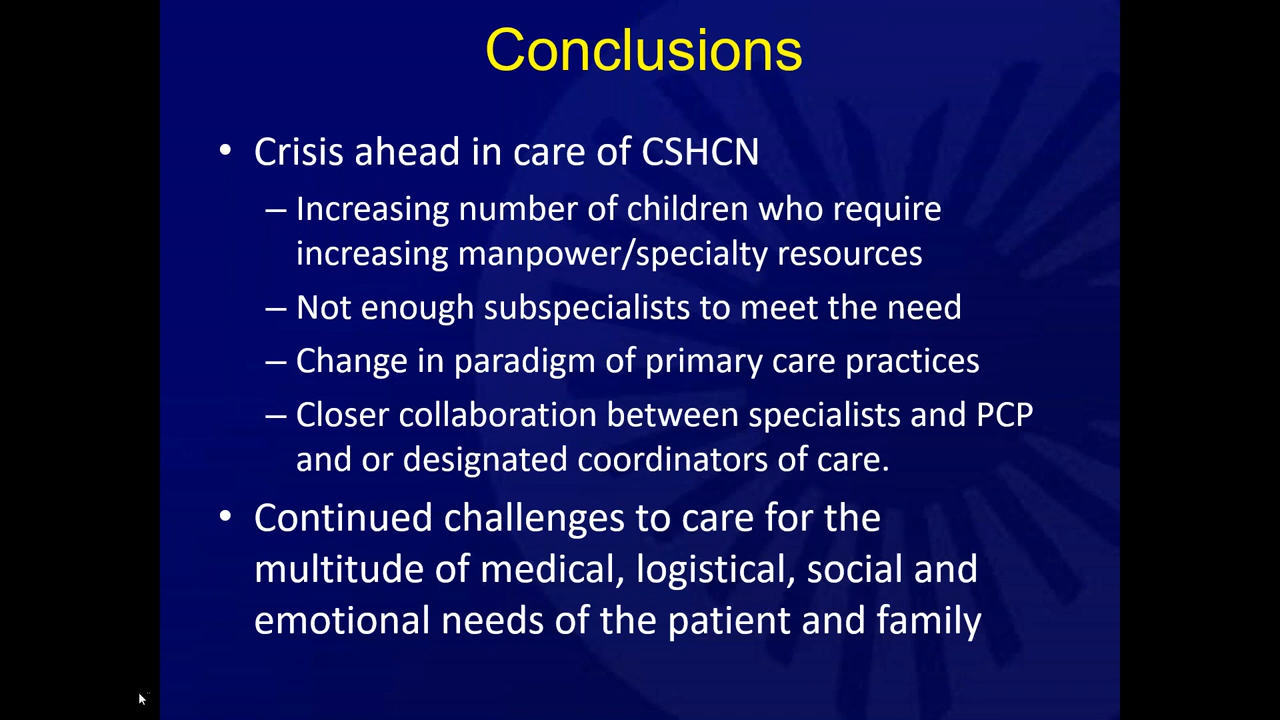 Conclusions
• Crisis ahead in care of CSHCN
– Increasing number of children who require
increasing manpower/specialty resources
– Not enough subspecialists to meet the need
– Change in paradigm of primary care practices
– Closer collaboration between specialists and PCP
and or designated coordinators of care.
• Continued challenges to care for the
multitude of medical, logistical, social and
emotional needs of the patient and family